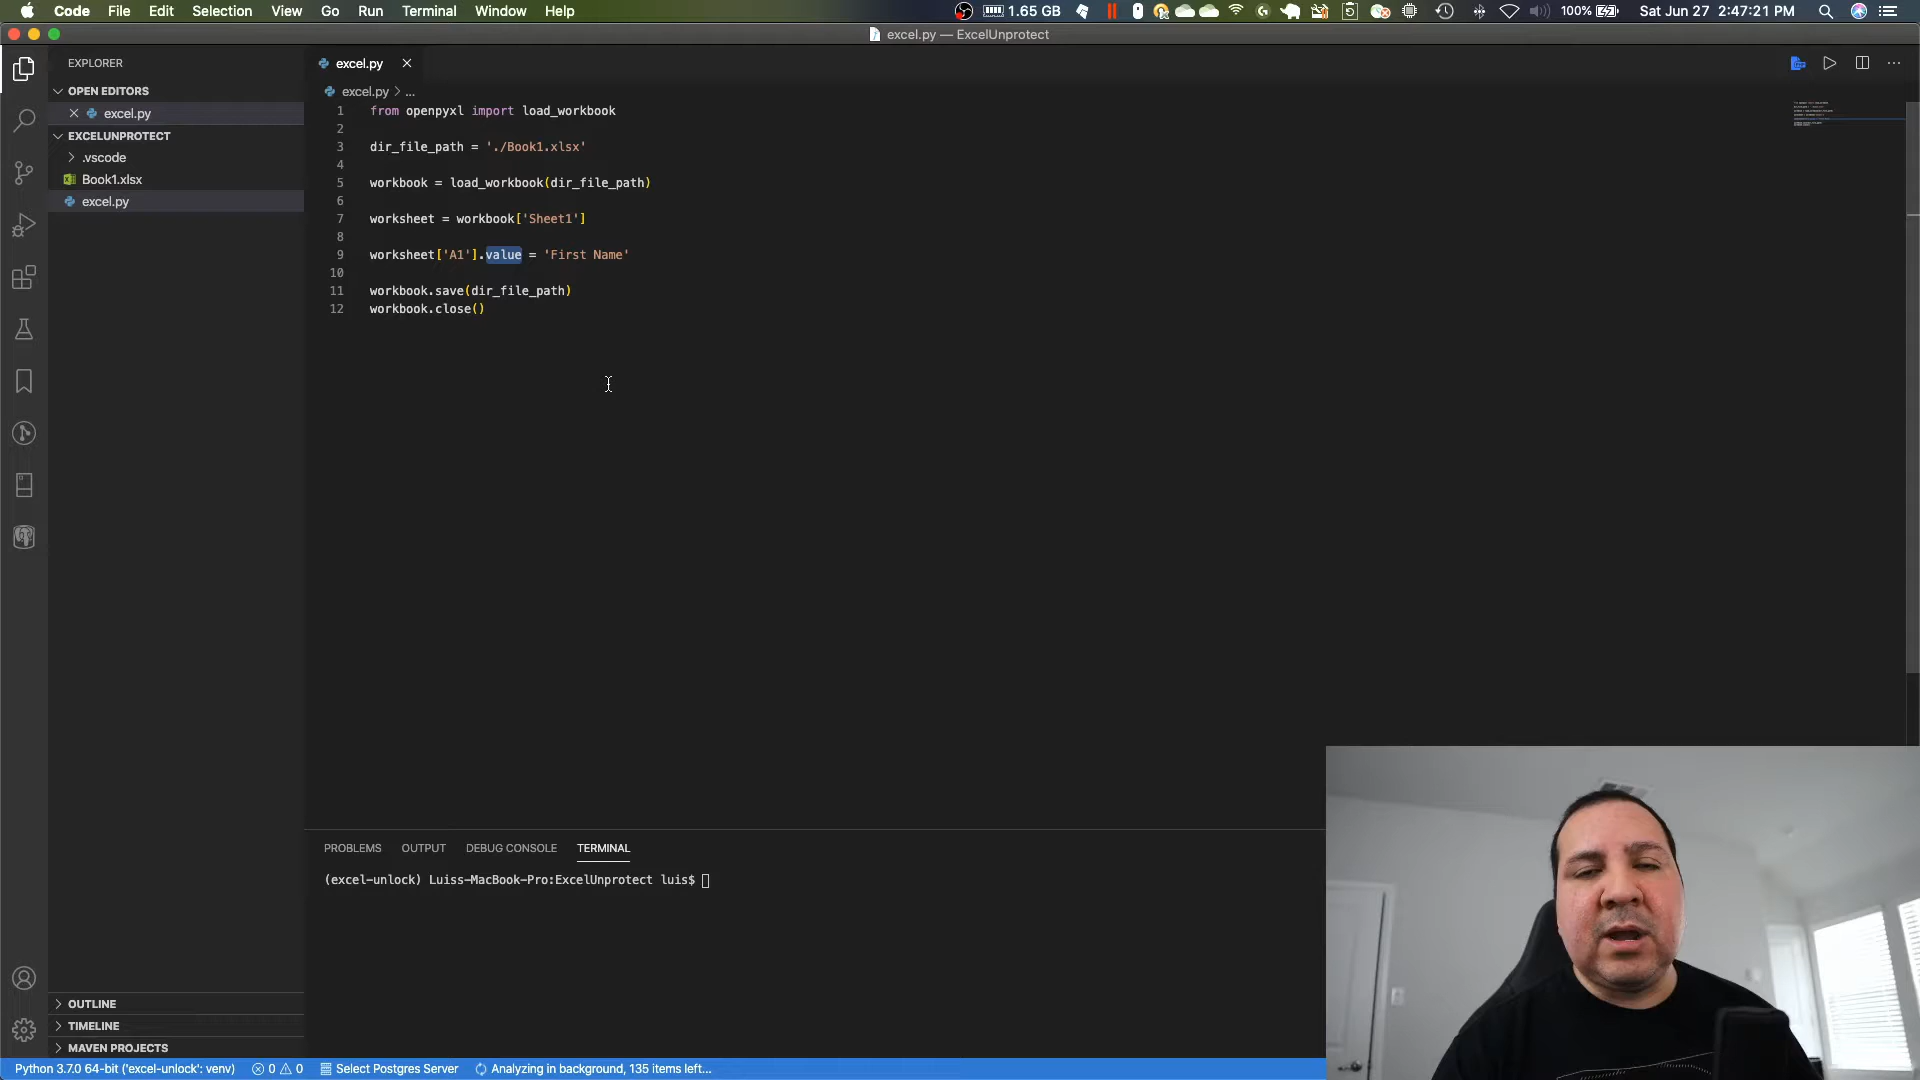 Code File Edit Selection View Go Run Terminal Window Help 1.65 GB 100% Sat Jun 27 2:47:21 PM
excel.py — ExcelUnprotect
EXPLORER
excel.py
OPEN EDITORS
excel.py > ...
excel.py
EXCELUNPROTECT
.vscode
Book1.xlsx
excel.py
1 from openpyxl import load_workbook
2
3 dir_file_path = './Book1.xlsx'
4
5 workbook = load_workbook(dir_file_path)
6
7 worksheet = workbook['Sheet1']
8
9 worksheet['A1'].value = 'First Name'
10
11 workbook.save(dir_file_path)
12 workbook.close()
PROBLEMS OUTPUT DEBUG CONSOLE TERMINAL
(excel-unlock) Luiss-MacBook-Pro:ExcelUnprotect luis$
OUTLINE
TIMELINE
MAVEN PROJECTS
Python 3.7.0 64-bit ('excel-unlock': venv) 0 0 Select Postgres Server Analyzing in background, 135 items left...